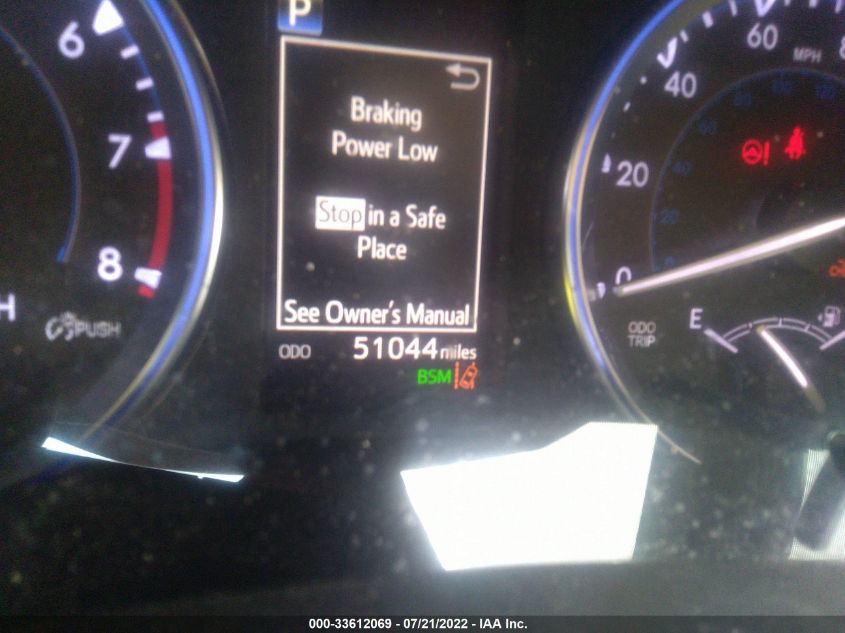 P
Braking
Power Low
Stop in a Safe
Place
See Owner's Manual
ODO 51044 miles
BSM
6
7
8
H
PUSH
60
MPH
40
20
0
ODO
TRIP
E
000-33612069 - 07/21/2022 - IAA Inc.